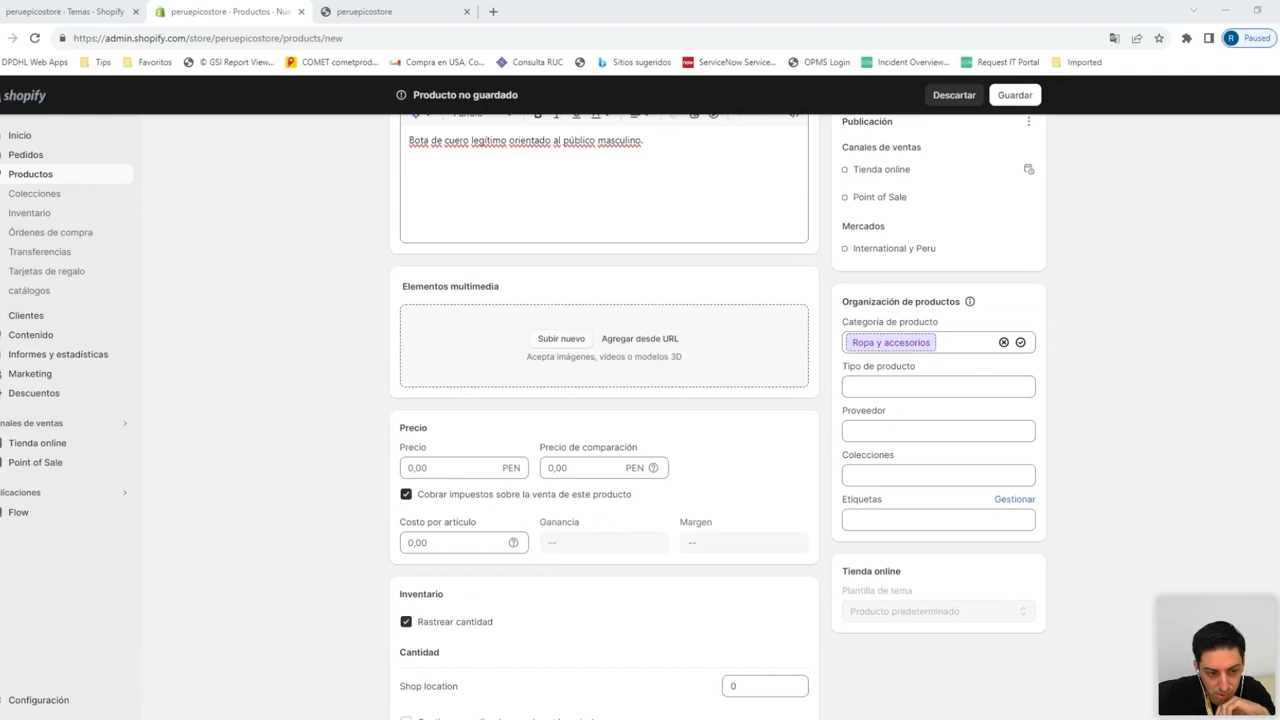 peruepicostore · Temas · Shopify
peruepicostore · Productos · Nue
peruepicostore
https://admin.shopify.com/store/peruepicostore/products/new
R Paused
DPDHL Web Apps
Tips
Favoritos
© GSI Report View...
COMET cometprod...
Compra en USA, Co...
Consulta RUC
Sitios sugeridos
ServiceNow Service...
OPMS Login
Incident Overview...
Request IT Portal
Imported
shopify
Producto no guardado
Descartar
Guardar
Inicio
Pedidos
Productos
Colecciones
Inventario
Órdenes de compra
Transferencias
Tarjetas de regalo
catálogos
Clientes
Contenido
Informes y estadísticas
Marketing
Descuentos
nales de ventas
Tienda online
Point of Sale
licaciones
Flow
Configuración
Bota de cuero legítimo orientado al público masculino.
Elementos multimedia
Subir nuevo
Agregar desde URL
Acepta imágenes, videos o modelos 3D
Precio
Precio
Precio de comparación
0,00 PEN
0,00 PEN
Cobrar impuestos sobre la venta de este producto
Costo por artículo
Ganancia
Margen
0,00
--
--
Inventario
Rastrear cantidad
Cantidad
Shop location
0
Publicación
Canales de ventas
Tienda online
Point of Sale
Mercados
International y Peru
Organización de productos
Categoría de producto
Ropa y accesorios
Tipo de producto
Proveedor
Colecciones
Etiquetas
Gestionar
Tienda online
Plantilla de tema
Producto predeterminado